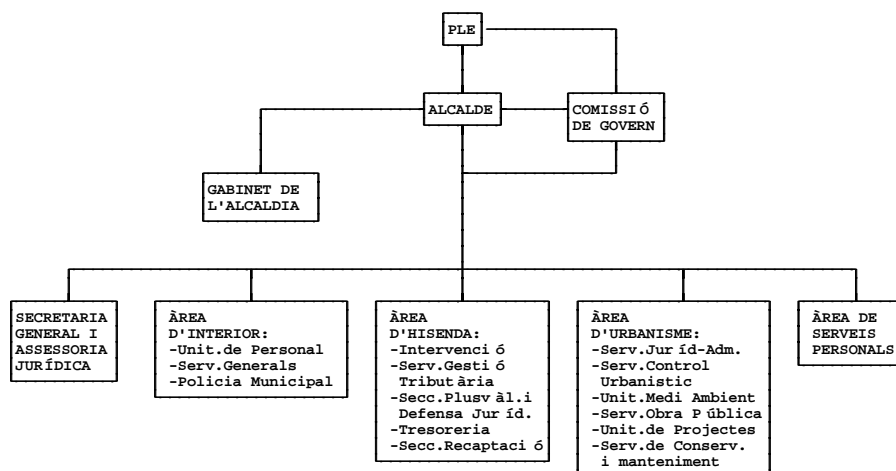 PLE
ALCALDE
COMISSIÓ
DE GOVERN
GABINET DE
L'ALCALDIA
SECRETARIA
GENERAL I
ASSESSORIA
JURÍDICA
ÀREA
D'INTERIOR:
-Unit.de Personal
-Serv.Generals
-Policia Municipal
ÀREA
D'HISENDA:
-Intervenció
-Serv.Gestió
Tributària
-Secc.Plusvàl.i
Defensa Juríd.
-Tresoreria
-Secc.Recaptació
ÀREA
D'URBANISME:
-Serv.Juríd-Adm.
-Serv.Control
Urbanistic
-Unit.Medi Ambient
-Serv.Obra Pública
-Unit.de Projectes
-Serv.de Conserv.
i manteniment
ÀREA DE
SERVEIS
PERSONALS